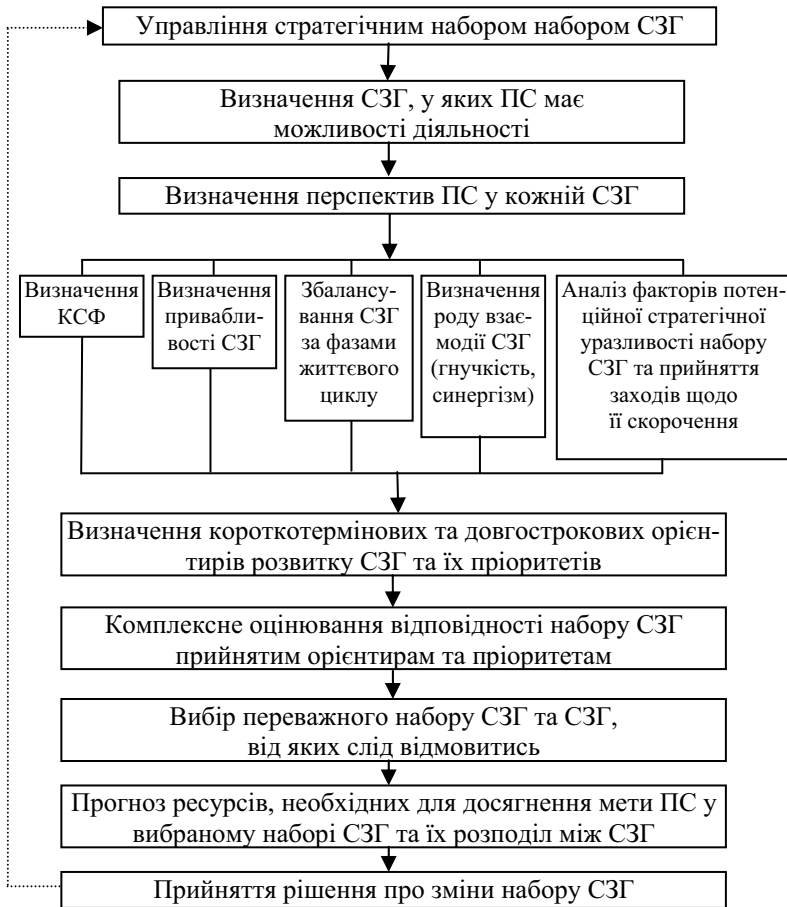 Управління стратегічним набором набором СЗГ
Визначення СЗГ, у яких ПС має
можливості діяльності
Визначення перспектив ПС у кожній СЗГ
Визначення
КСФ
Визначення
привабли-
вості СЗГ
Збалансу-
вання СЗГ
за фазами
життєвого
циклу
Визначення
роду взає-
модії СЗГ
(гнучкість,
синергізм)
Аналіз факторів потен-
ційної стратегічної
уразливості набору
СЗГ та прийняття
заходів щодо
її скорочення
Визначення короткотермінових та довгострокових орієн-
тирів розвитку СЗГ та їх пріоритетів
Комплексне оцінювання відповідності набору СЗГ
прийнятим орієнтирам та пріоритетам
Вибір переважного набору СЗГ та СЗГ,
від яких слід відмовитись
Прогноз ресурсів, необхідних для досягнення мети ПС у
вибраному наборі СЗГ та їх розподіл між СЗГ
Прийняття рішення про зміни набору СЗГ